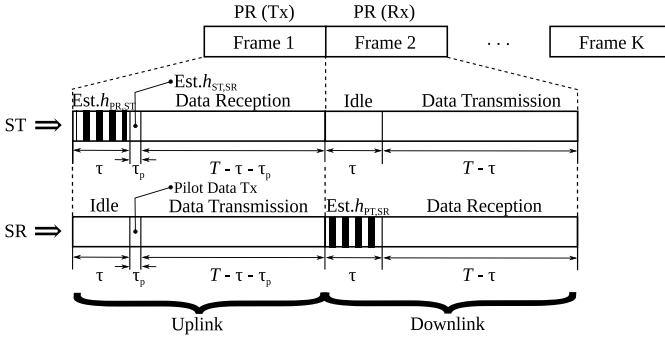 PR (Tx) PR (Rx)
Frame 1 Frame 2 · · · Frame K
Est.h_ST,SR
Est.h_PR,ST Data Reception Idle Data Transmission
ST ⇒
τ τ_p T - τ - τ_p τ T - τ
Pilot Data Tx
Idle Data Transmission Est.h_PT,SR Data Reception
SR ⇒
τ τ_p T - τ - τ_p τ T - τ
Uplink Downlink